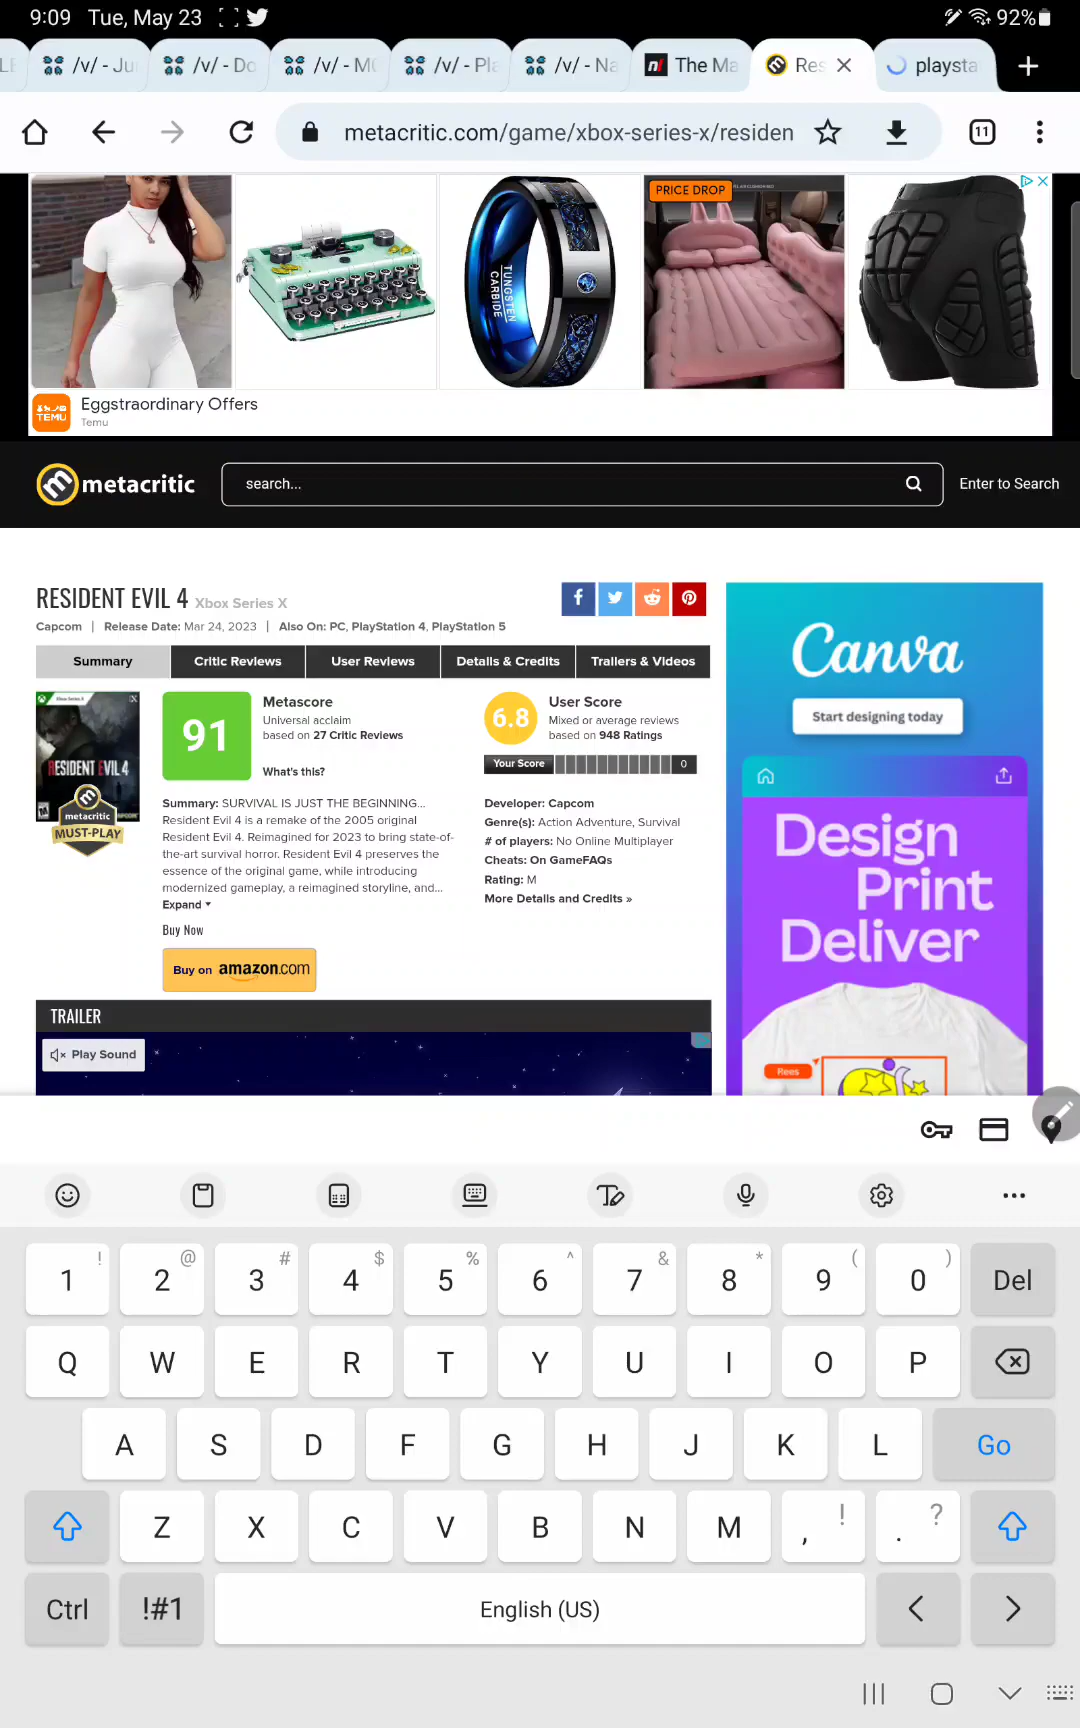 9:09 Tue, May 23 92%
/v/ - Ju /v/ - Do /v/ - M /v/ - Pla /v/ - Na The Ma Res playsta
metacritic.com/game/xbox-series-x/residen 11
PRICE DROP
TUNGSTEN
CARBIDE
Eggstraordinary Offers
TEMU
Temu
metacritic search... Enter to Search
RESIDENT EVIL 4 Xbox Series X
Capcom | Release Date: Mar 24, 2023 | Also On: PC, PlayStation 4, PlayStation 5
Summary Critic Reviews User Reviews Details & Credits Trailers & Videos
RESIDENT EVIL 4
metacritic
MUST-PLAY
91
Metascore
Universal acclaim
based on 27 Critic Reviews
What's this?
6.8
User Score
Mixed or average reviews
based on 948 Ratings
Your Score 0
Summary: SURVIVAL IS JUST THE BEGINNING...
Resident Evil 4 is a remake of the 2005 original
Resident Evil 4. Reimagined for 2023 to bring state-of-
the-art survival horror. Resident Evil 4 preserves the
essence of the original game, while introducing
modernized gameplay, a reimagined storyline, and...
Expand
Buy Now
Buy on amazon.com
Developer: Capcom
Genre(s): Action Adventure, Survival
# of players: No Online Multiplayer
Cheats: On GameFAQs
Rating: M
More Details and Credits »
TRAILER
Play Sound
Canva
Start designing today
Design
Print
Deliver
Rees
! @ # $ % ^ & * ( )
1 2 3 4 5 6 7 8 9 0 Del
Q W E R T Y U I O P
A S D F G H J K L Go
Z X C V B N M , ! . ?
Ctrl !#1 English (US) < >